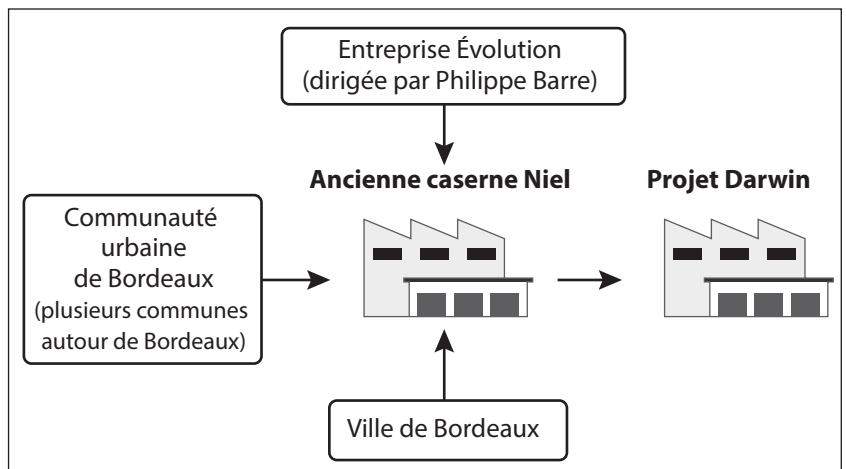 Entreprise Évolution
(dirigée par Philippe Barre)
Ancienne caserne Niel
Projet Darwin
Communauté
urbaine
de Bordeaux
(plusieurs communes
autour de Bordeaux)
Ville de Bordeaux